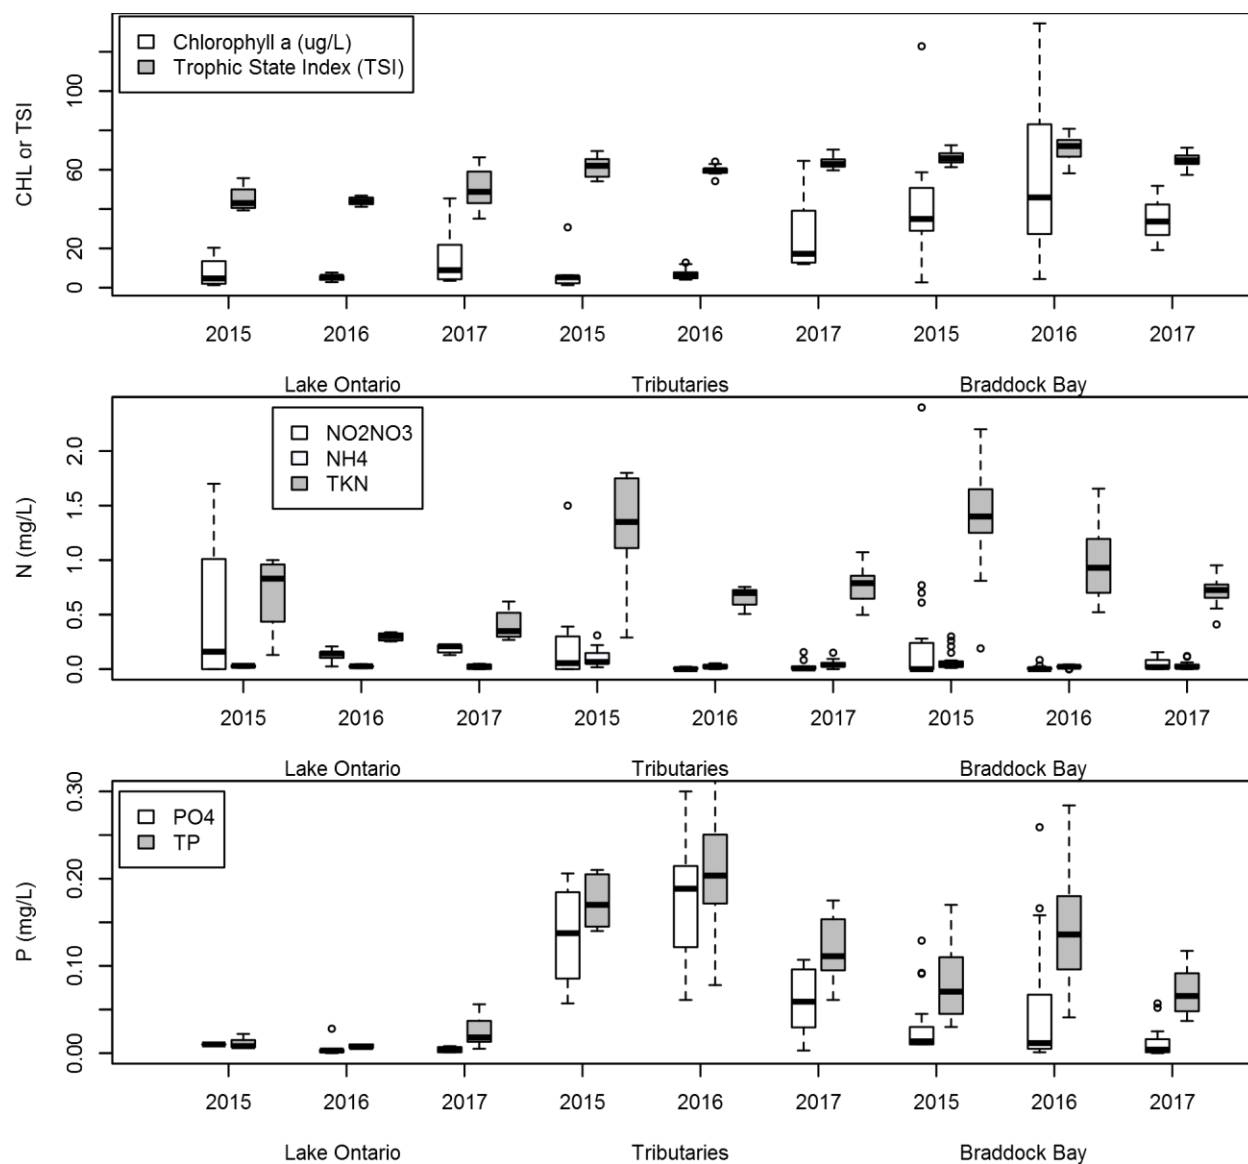 Chlorophyll a (ug/L)
Trophic State Index (TSI)
CHL or TSI
100
60
20
0
2015 2016 2017 2015 2016 2017 2015 2016 2017
Lake Ontario Tributaries Braddock Bay
NO2NO3
NH4
TKN
N (mg/L)
2.0
1.5
1.0
0.5
0.0
2015 2016 2017 2015 2016 2017 2015 2016 2017
Lake Ontario Tributaries Braddock Bay
PO4
TP
P (mg/L)
0.30
0.20
0.10
0.00
2015 2016 2017 2015 2016 2017 2015 2016 2017
Lake Ontario Tributaries Braddock Bay